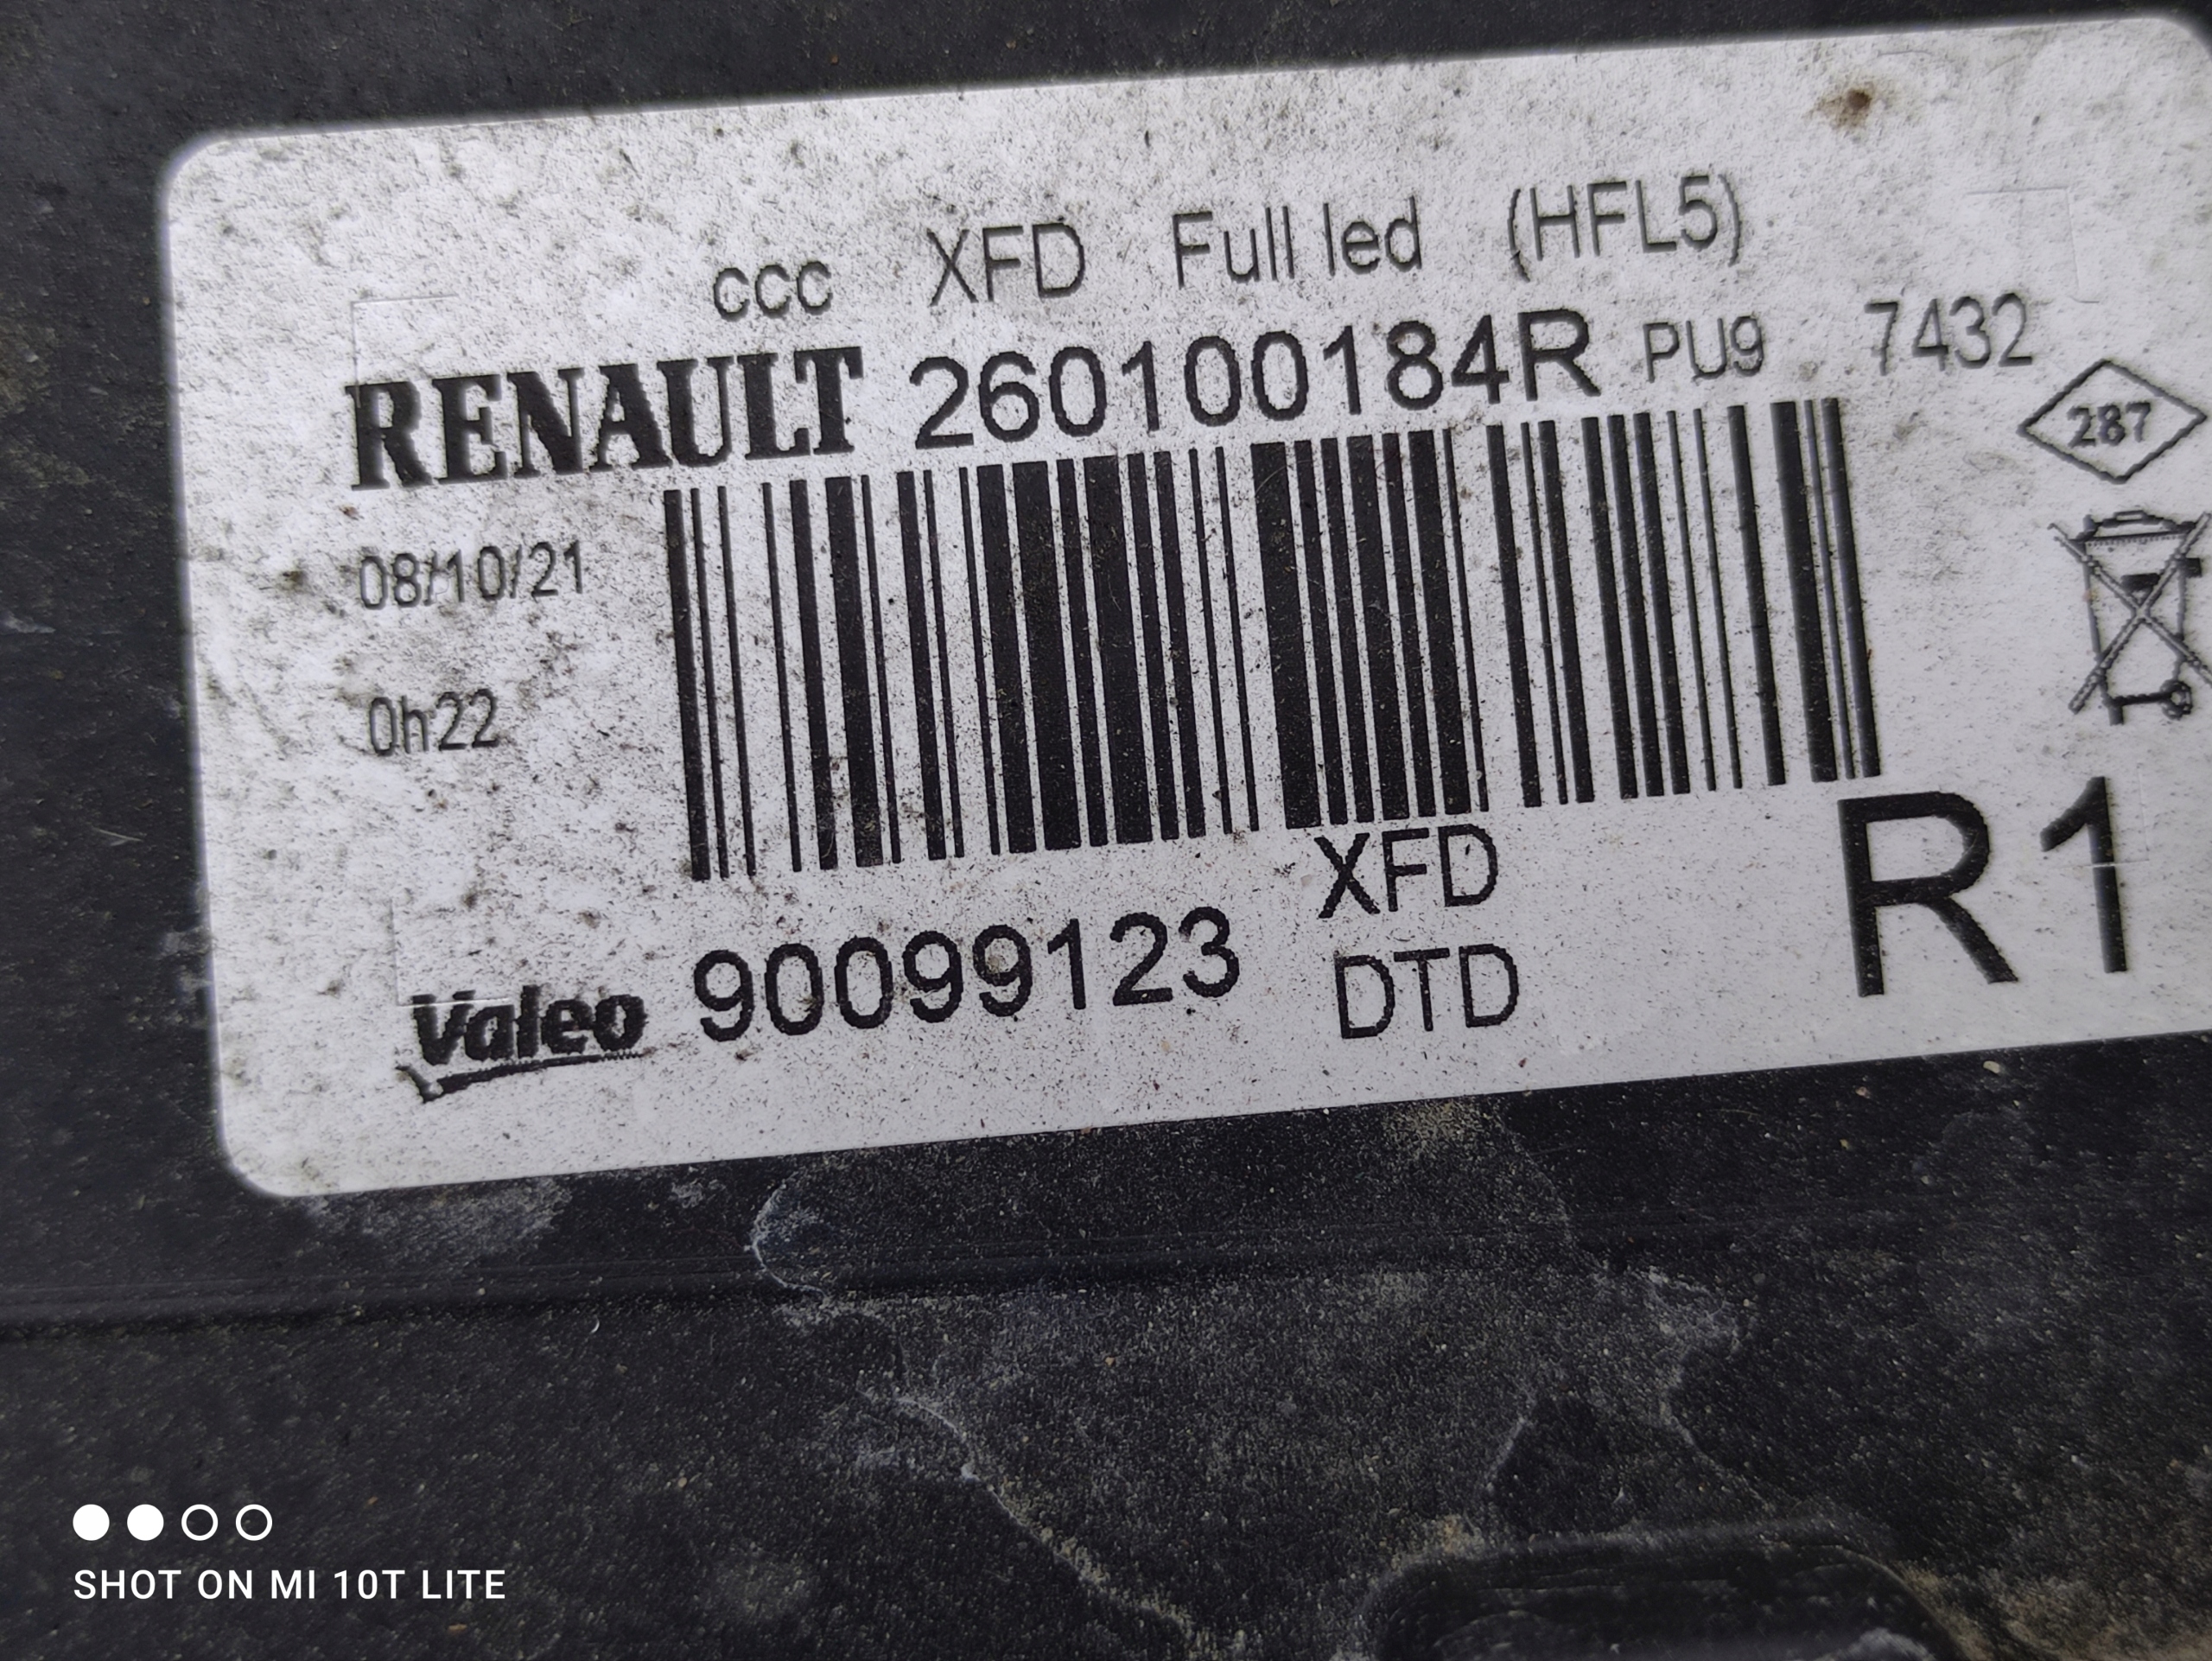 ccc XFD Full led (HFL5)
RENAULT 260100184R PU9 7432
287
08/10/21
0h22
XFD
R1
Valeo 90099123 DTD
SHOT ON MI 10T LITE